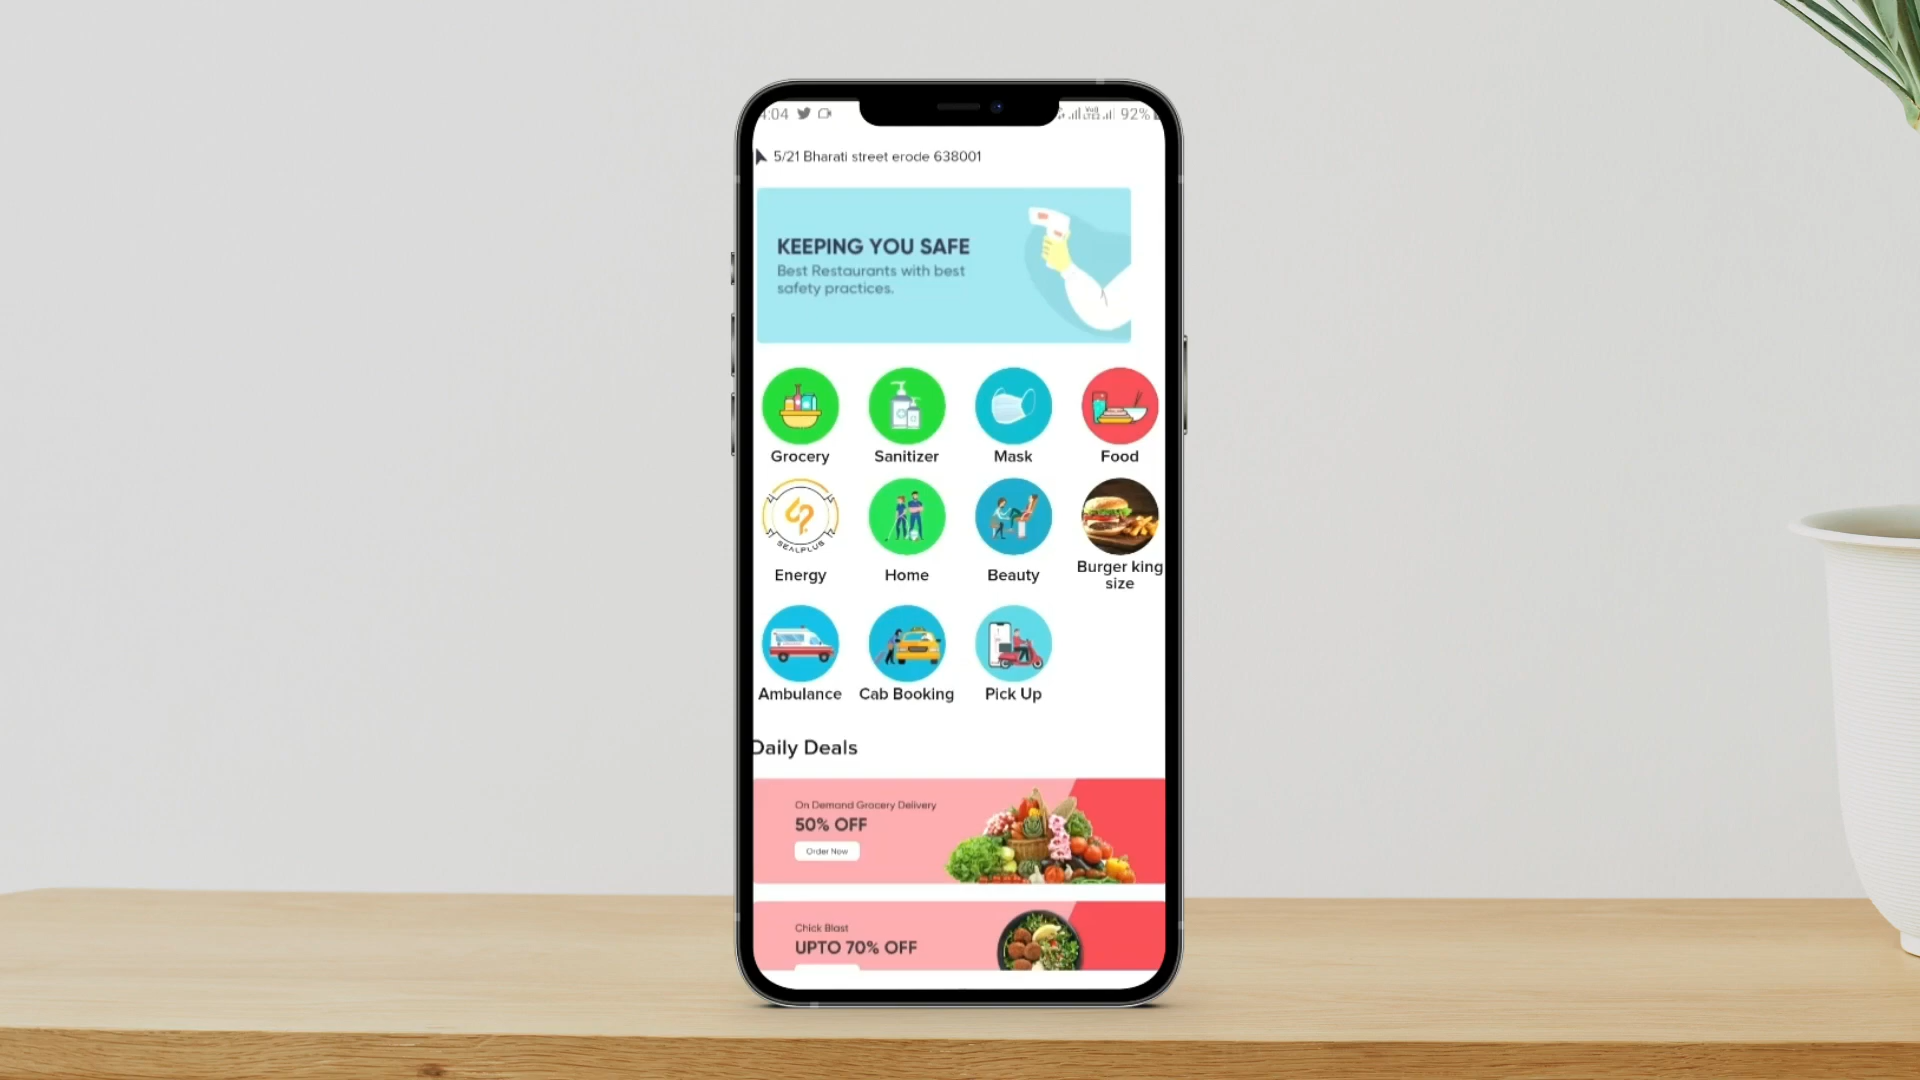 4:04 92%
5/21 Bharati street erode 638001
KEEPING YOU SAFE
Best Restaurants with best
safety practices.
Grocery Sanitizer Mask Food
SEALPLUS
Energy Home Beauty Burger king
size
Ambulance Cab Booking Pick Up
Daily Deals
On Demand Grocery Delivery
50% OFF
Order Now
Chick Blast
UPTO 70% OFF